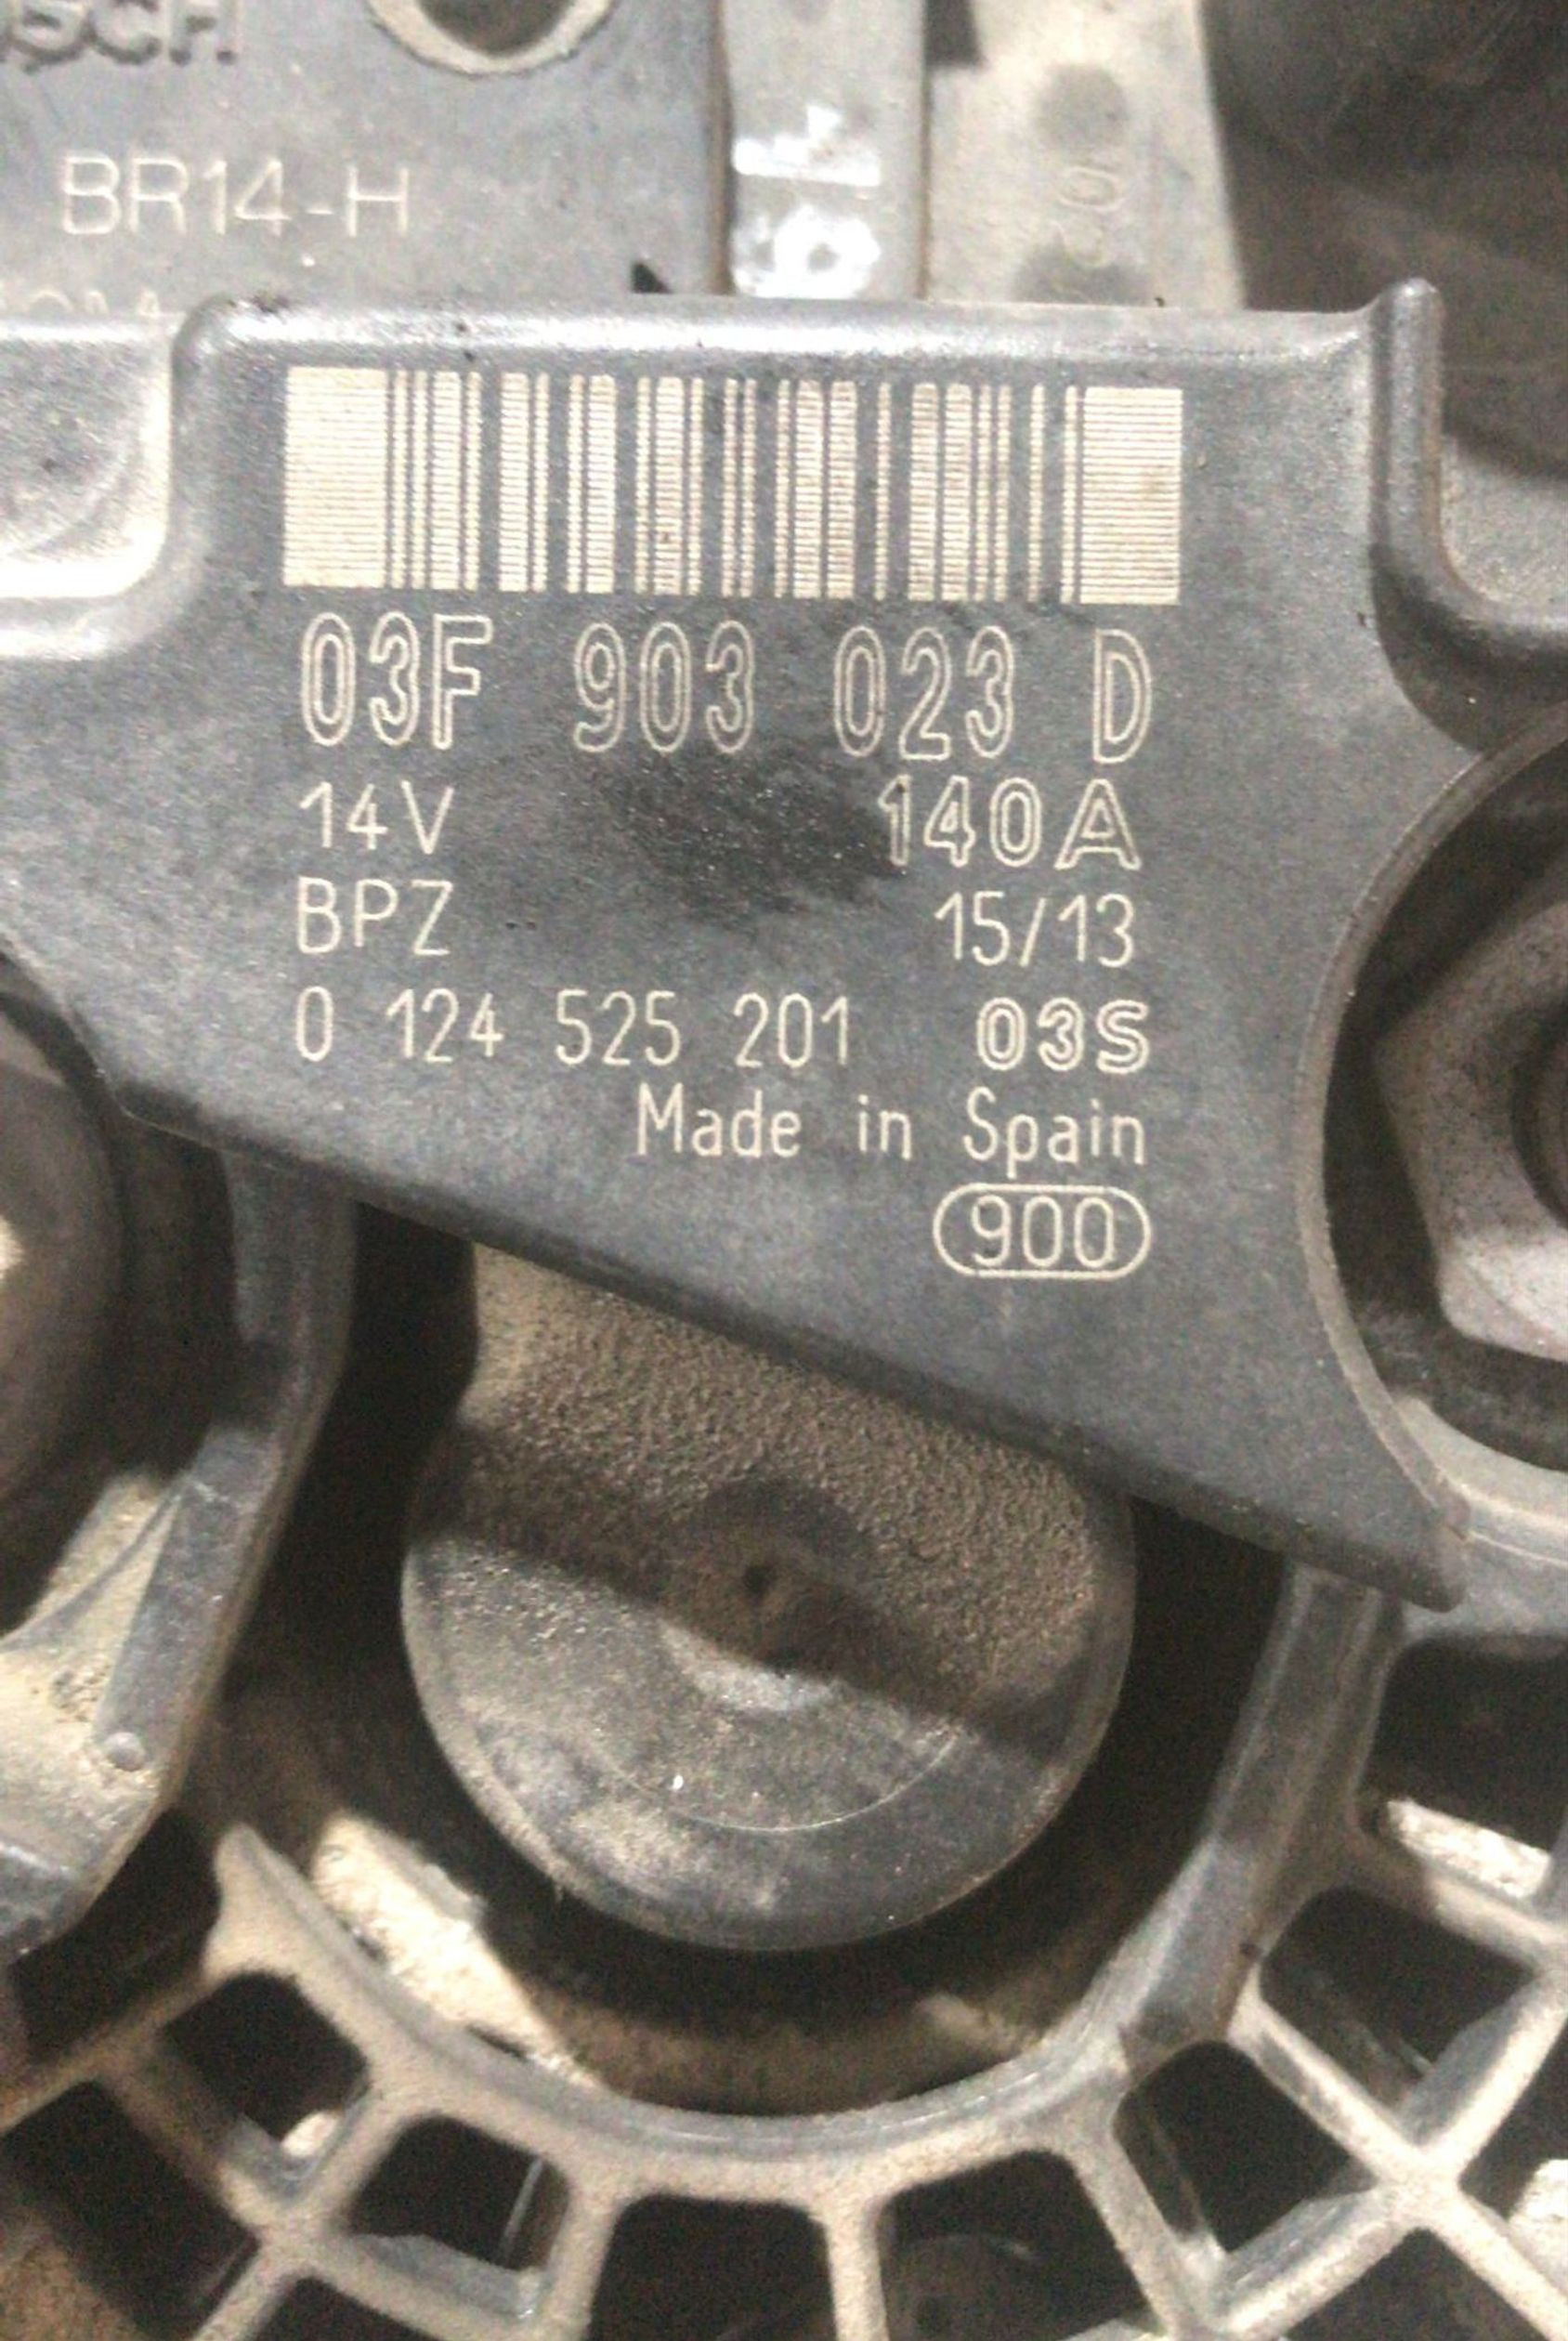 BR14-H
03F 903 023 D
14V 140A
BPZ 15/13
0 124 525 201 03S
Made in Spain
900